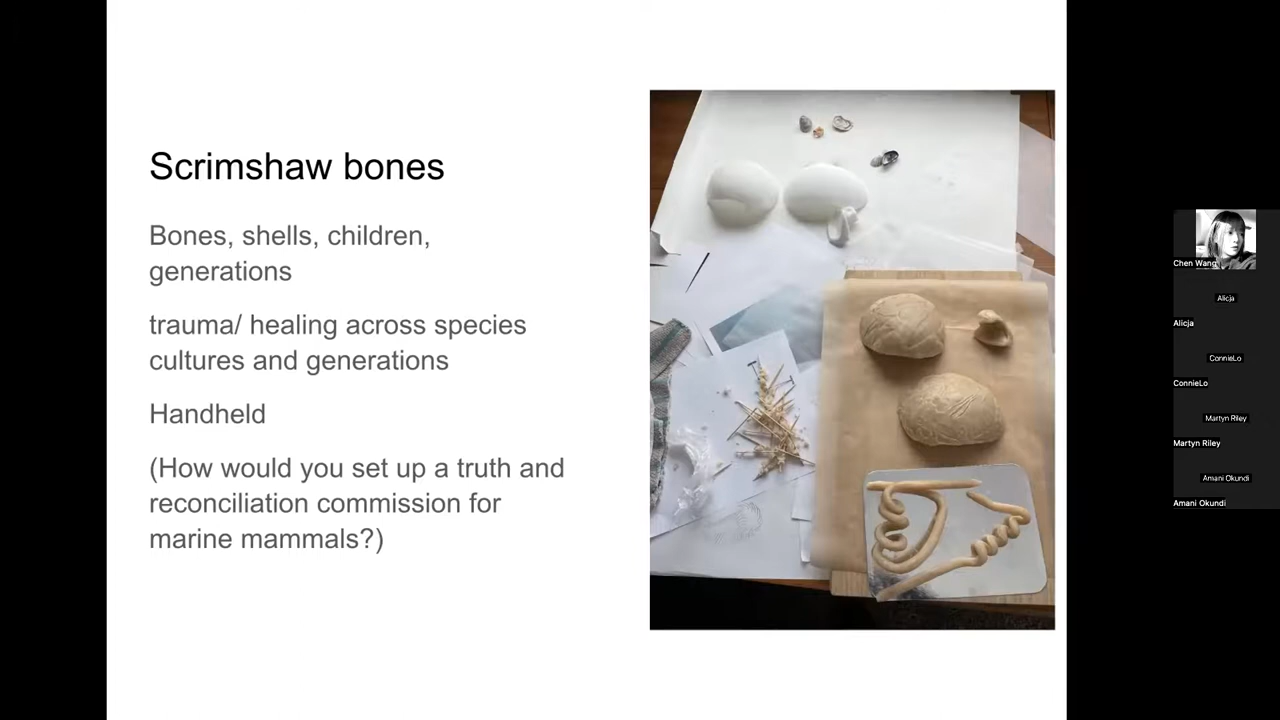 Scrimshaw bones
Bones, shells, children,
generations
trauma/ healing across species
cultures and generations
Handheld
(How would you set up a truth and
reconciliation commission for
marine mammals?)
Chen Wang
Alicja
Alicja
ConnieLo
ConnieLo
Martyn Riley
Martyn Riley
Amani Okundi
Amani Okundi